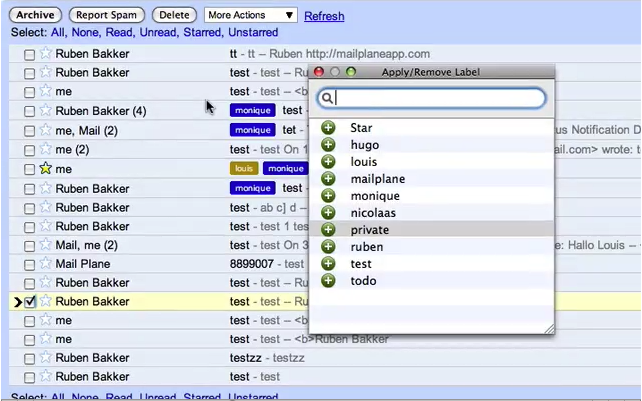 Archive Report Spam Delete More Actions Refresh
Select: All, None, Read, Unread, Starred, Unstarred
Ruben Bakker tt - tt -- Ruben http://mailplaneapp.com
Ruben Bakker test - test -- Ru
me test - test -- <b
Ruben Bakker (4) monique test -
me, Mail (2) monique tet - T us Notification D
me (2) test - test On 1 ail.com> wrote: te
me louis monique
Ruben Bakker monique test -
Ruben Bakker test - ab c] d --
Ruben Bakker test - test 1 tes
Mail, me (2) test - test On 3 e: Hallo Louis -- <
Mail Plane 8899007 - test
Ruben Bakker test - test
Ruben Bakker test - test -- Ru
me test - test -- <b
me test - test -- <b>Ruben Bakker
Ruben Bakker testzz - testzz
Ruben Bakker test - test
Select: All, None, Read, Unread, Starred, Unstarred
Apply/Remove Label
Star
hugo
louis
mailplane
monique
nicolaas
private
ruben
test
todo